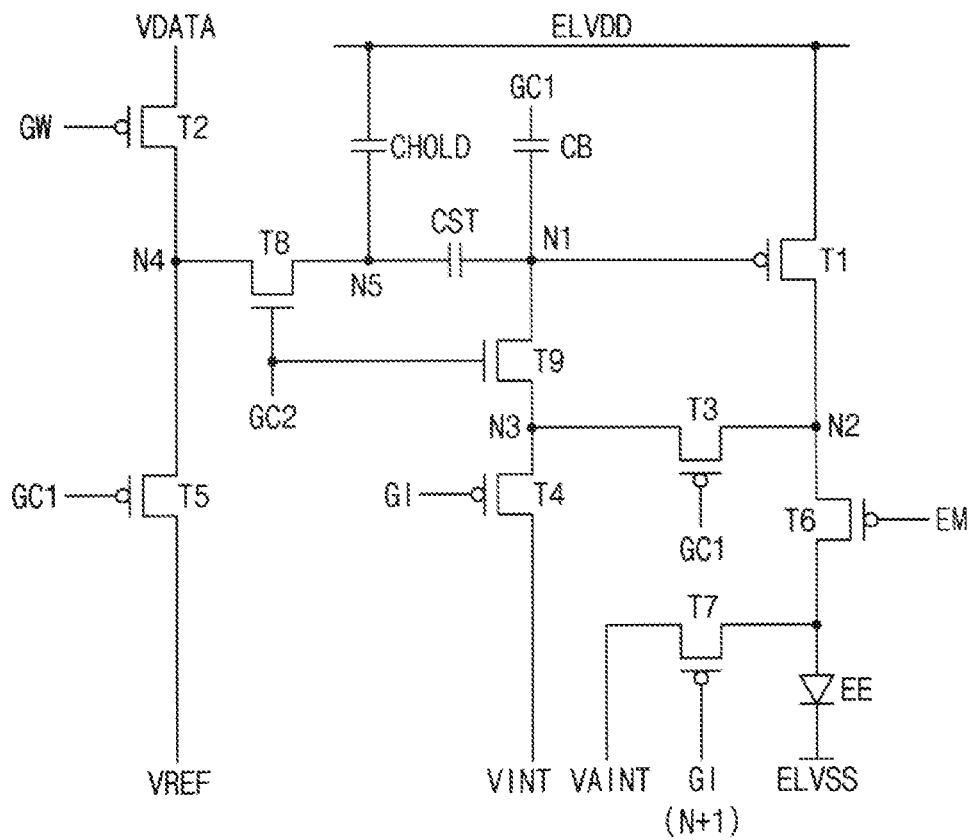 VDATA
ELVDD
GC1
GW
T2
CHOLD
CB
CST
N4
T8
N5
N1
T1
T9
GC2
N3
T3
N2
GC1
T5
GI
T4
GC1
T6
EM
T7
EE
VREF
VINT
VAINT
GI
(N+1)
ELVSS